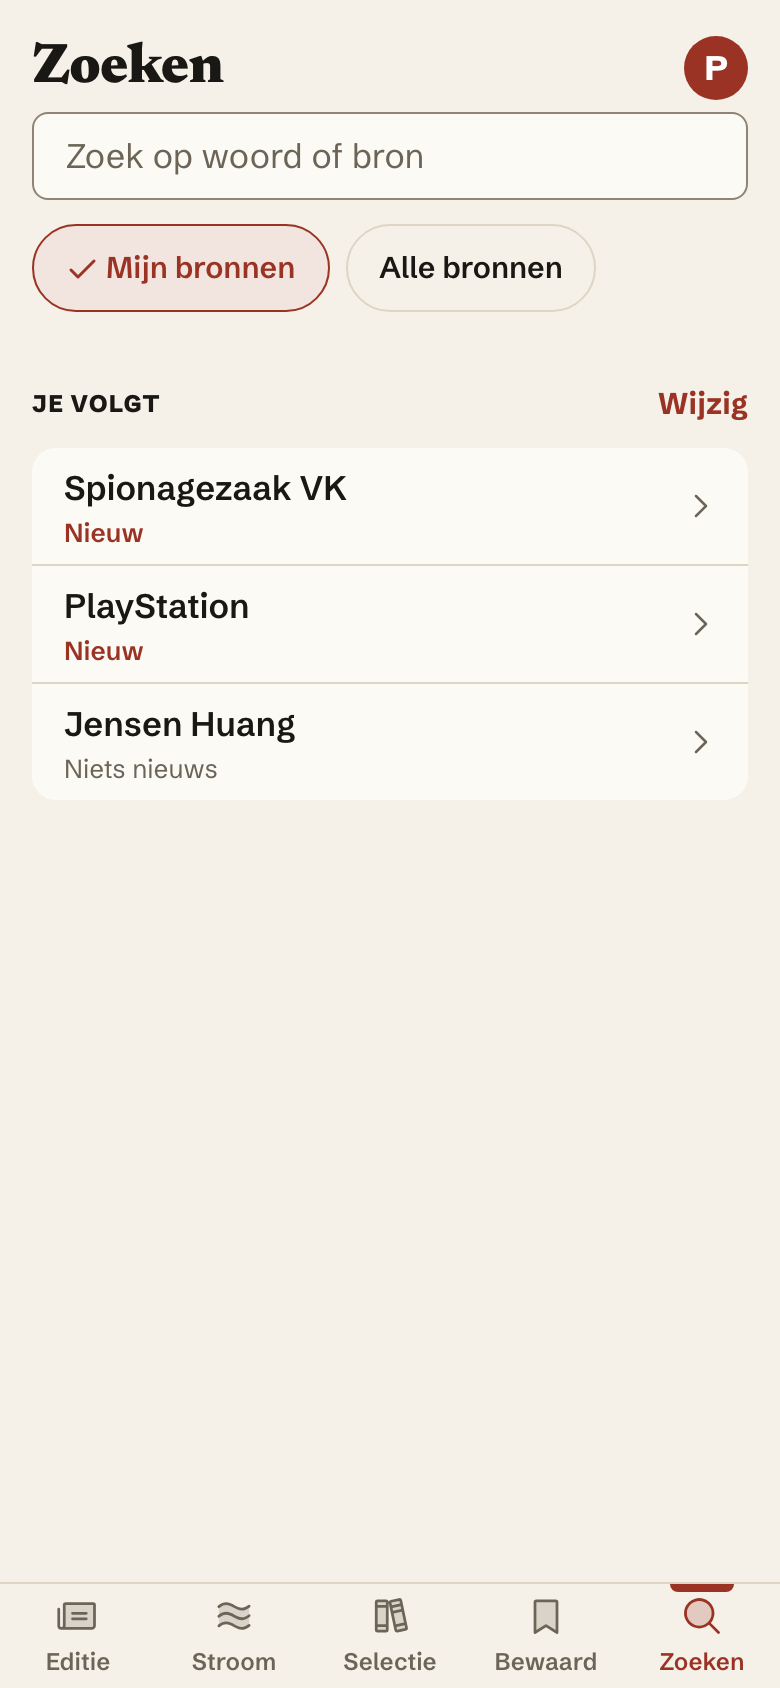 Zoeken
P
Zoek op woord of bron
Mijn bronnen
Alle bronnen
JE VOLGT
Wijzig
Spionagezaak VK
Nieuw
PlayStation
Nieuw
Jensen Huang
Niets nieuws
Editie
Stroom
Selectie
Bewaard
Zoeken